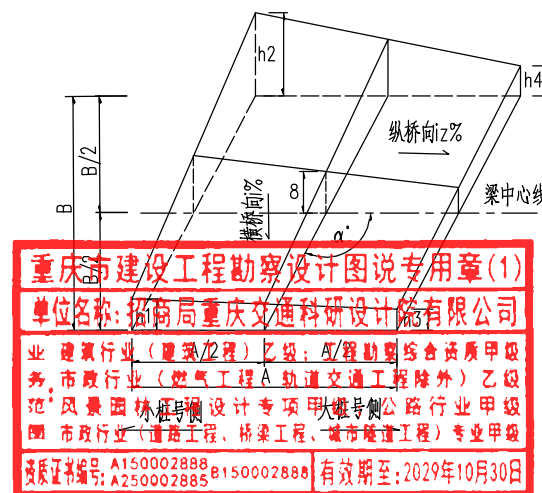 h2
h4
纵桥向iz%
B/2
B
8
横桥向i%
α°
梁中心线
B/2
重庆市建设工程勘察设计图说专用章(1)
单位名称:招商局重庆交通科研设计院有限公司
h1
h3
业 建筑行业(建筑工程)乙级;工程勘察综合资质甲级
A/2
A/2
务 市政行业(燃气工程、轨道交通工程除外)乙级
A
范 风景园林工程设计专项甲级 公路行业甲级
小桩号侧
大桩号侧
围 市政行业(道路工程、桥梁工程、城市隧道工程)专业甲级
资质证书编号: A150002888 B150002888
A250002885
有效期至:2029年10月30日